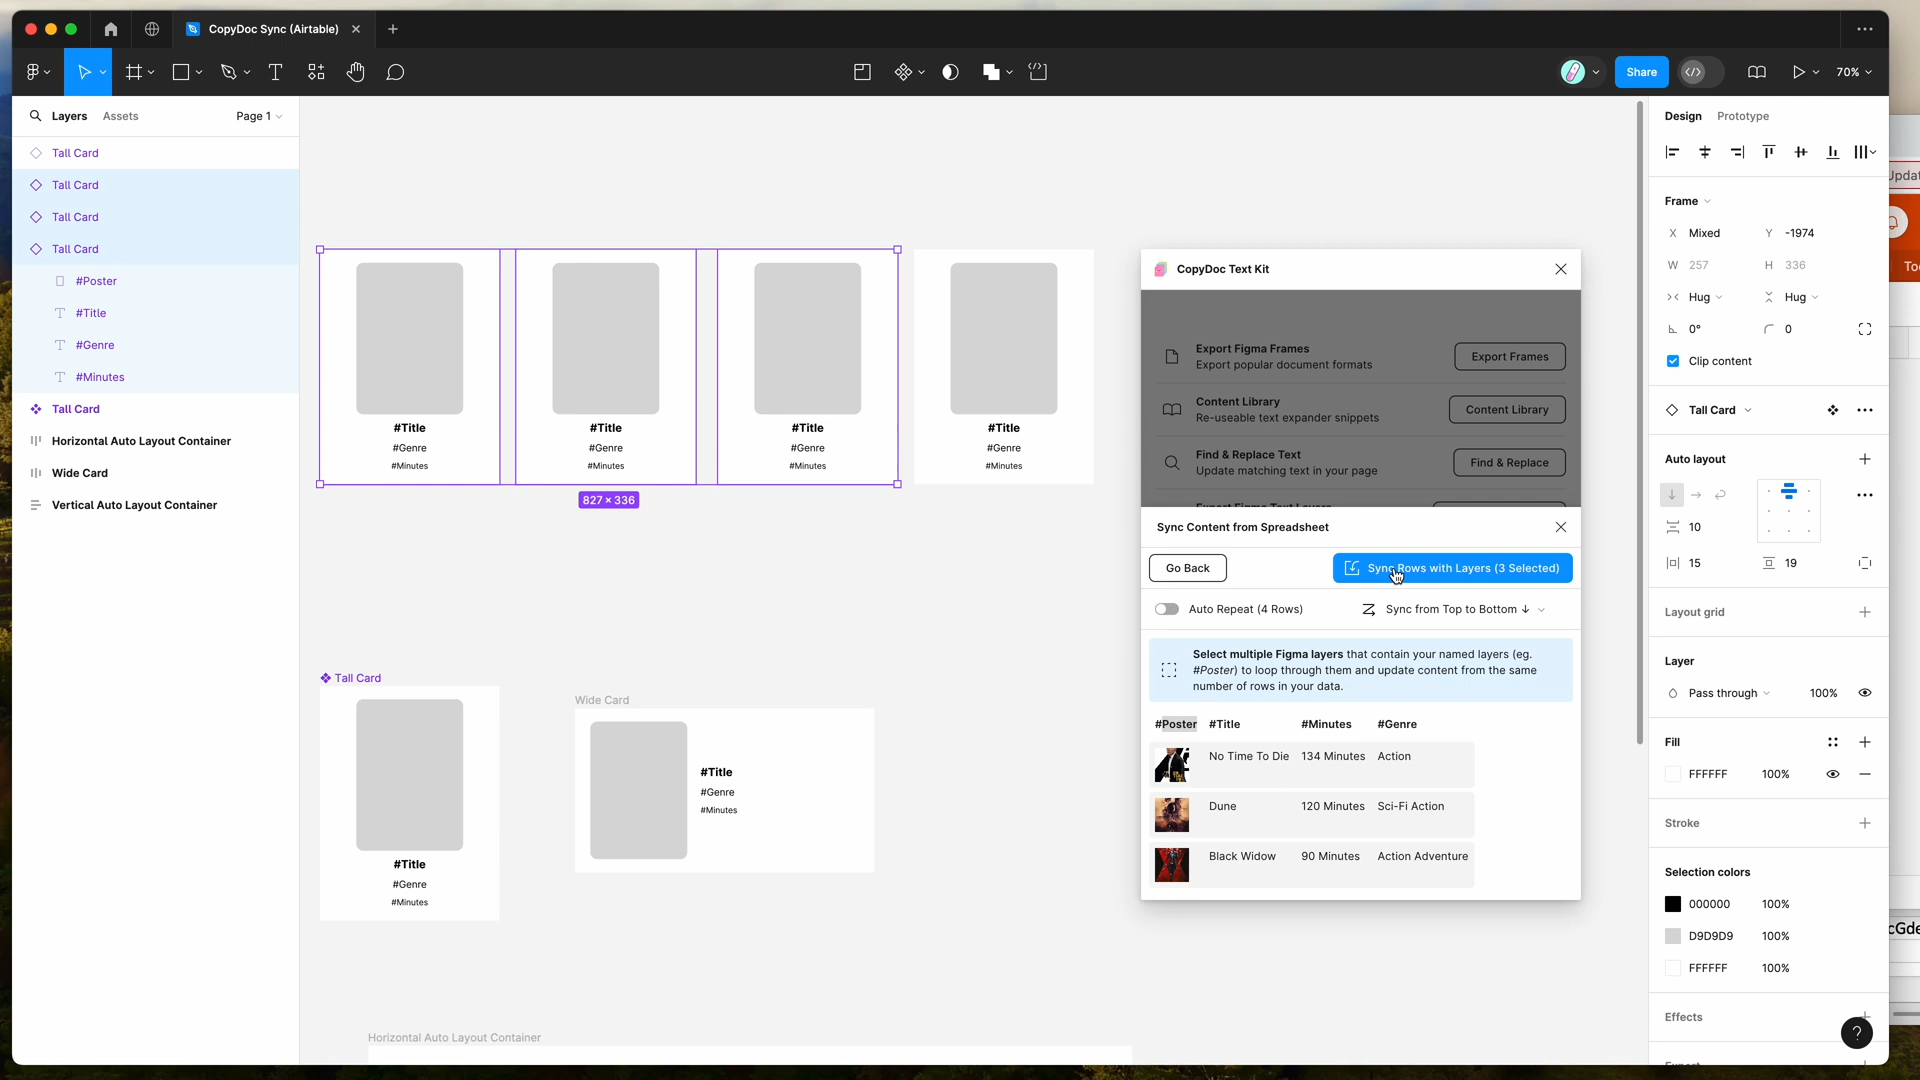 CopyDoc Sync (Airtable)
Share
70%
Layers
Assets
Page 1
Tall Card
Tall Card
Tall Card
Tall Card
#Poster
#Title
#Genre
#Minutes
Tall Card
Horizontal Auto Layout Container
Wide Card
Vertical Auto Layout Container
#Title
#Genre
#Minutes
#Title
#Genre
#Minutes
#Title
#Genre
#Minutes
#Title
#Genre
#Minutes
827 × 336
Tall Card
#Title
#Genre
#Minutes
Wide Card
#Title
#Genre
#Minutes
Horizontal Auto Layout Container
CopyDoc Text Kit
Export Figma Frames
Export popular document formats
Export Frames
Content Library
Re-useable text expander snippets
Content Library
Find & Replace Text
Update matching text in your page
Find & Replace
Export Figma Text Layers
Sync Content from Spreadsheet
Go Back
Sync Rows with Layers (3 Selected)
Auto Repeat (4 Rows)
Sync from Top to Bottom ↓
Select multiple Figma layers that contain your named layers (eg.
#Poster) to loop through them and update content from the same
number of rows in your data.
#Poster #Title #Minutes #Genre
No Time To Die 134 Minutes Action
Dune 120 Minutes Sci-Fi Action
Black Widow 90 Minutes Action Adventure
Design
Prototype
Frame
X Mixed Y -1974
W 257 H 336
Hug Hug
0° 0
Clip content
Tall Card
Auto layout
10
15 19
Layout grid
Layer
Pass through 100%
Fill
FFFFFF 100%
Stroke
Selection colors
000000 100%
D9D9D9 100%
FFFFFF 100%
Effects
?